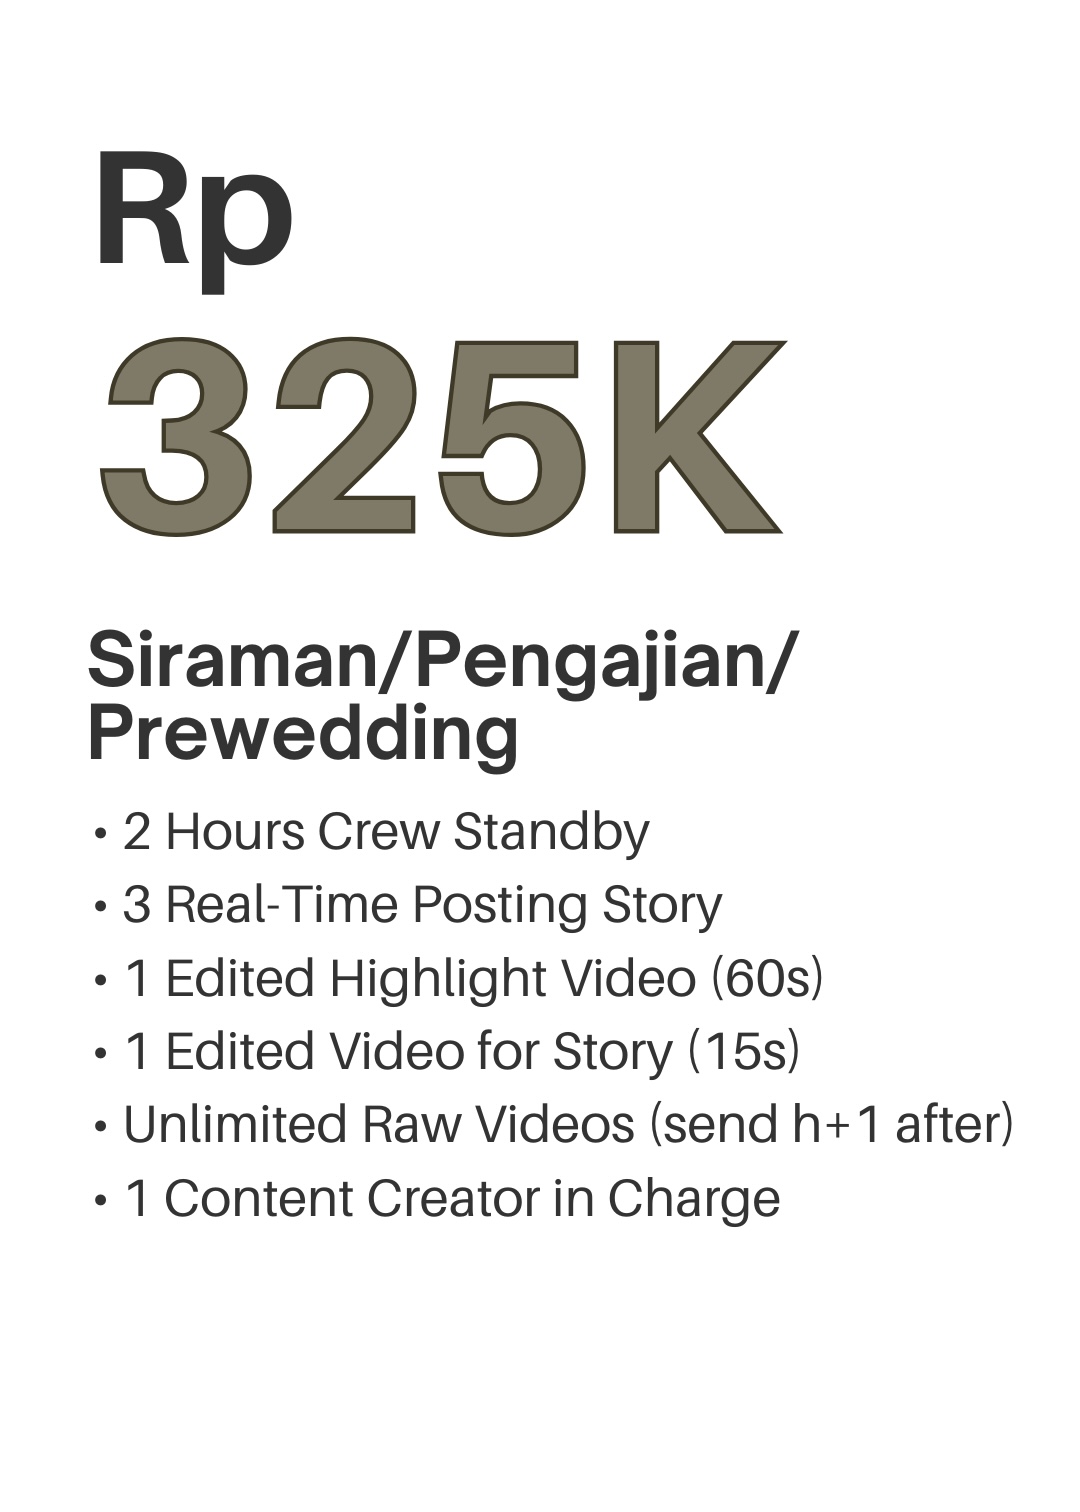 Rp
325K
Siraman/Pengajian/
Prewedding
• 2 Hours Crew Standby
• 3 Real-Time Posting Story
• 1 Edited Highlight Video (60s)
• 1 Edited Video for Story (15s)
• Unlimited Raw Videos (send h+1 after)
• 1 Content Creator in Charge